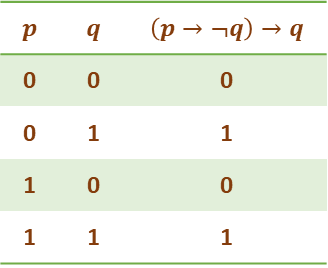 p q (p → ¬q) → q
0 0 0
0 1 1
1 0 0
1 1 1